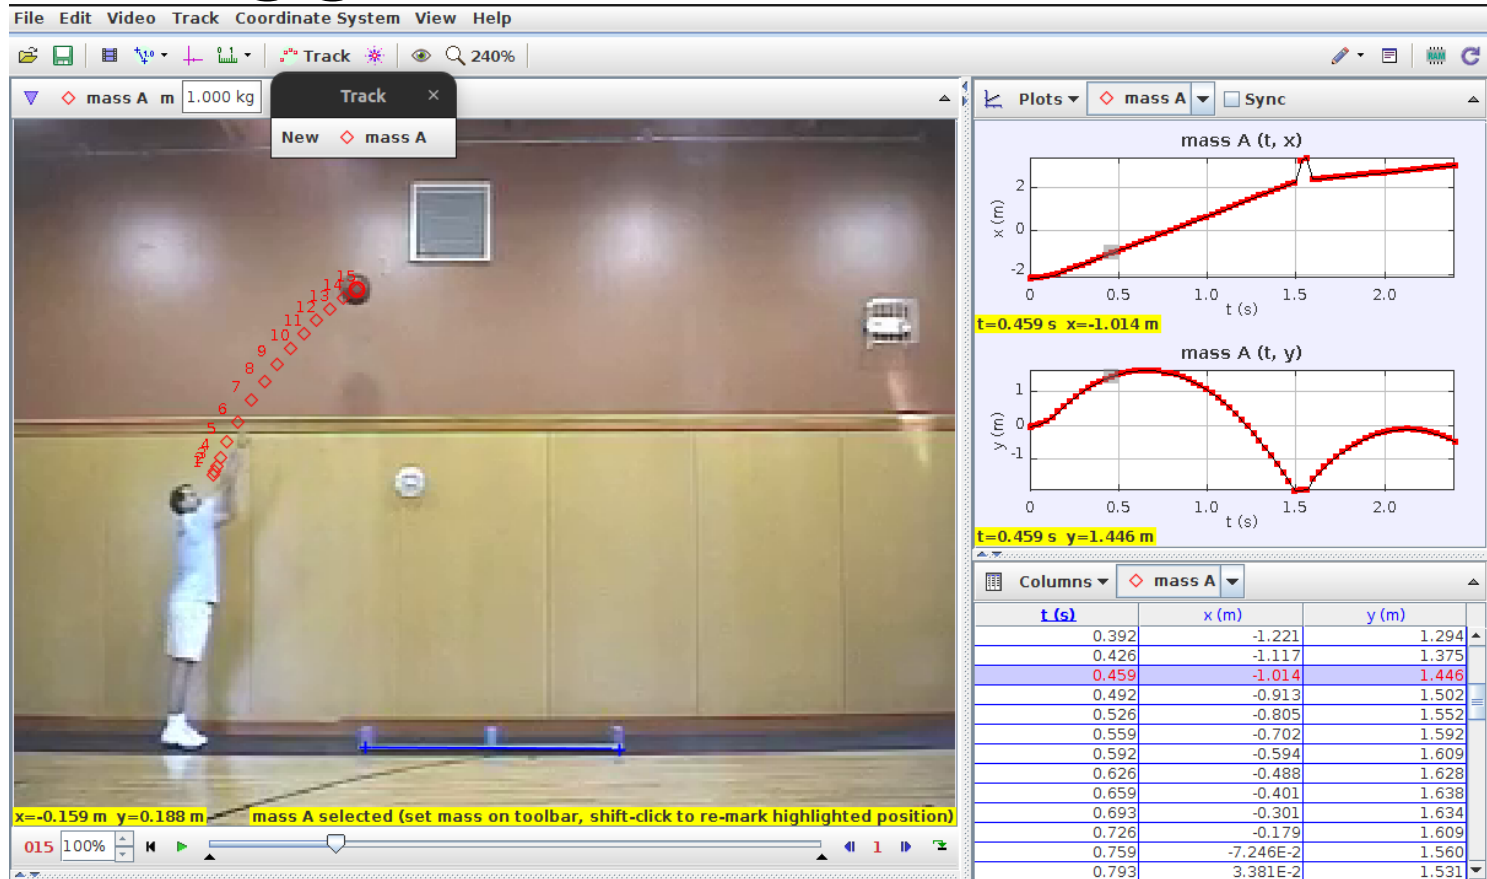 File Edit Video Track Coordinate System View Help
Track 240%
mass A m 1.000 kg
Track ×
New mass A
15
14
13
12
11
10
9
8
7
6
5
4
x=-0.159 m y=0.188 m
mass A selected (set mass on toolbar, shift-click to re-mark highlighted position)
015 100% 1
Plots mass A Sync
mass A (t, x)
x (m)
2
0
-2
0 0.5 1.0 1.5 2.0
t (s)
t=0.459 s x=-1.014 m
mass A (t, y)
y (m)
1
0
-1
0 0.5 1.0 1.5 2.0
t (s)
t=0.459 s y=1.446 m
Columns mass A
t (s) x (m) y (m)
0.392 -1.221 1.294
0.426 -1.117 1.375
0.459 -1.014 1.446
0.492 -0.913 1.502
0.526 -0.805 1.552
0.559 -0.702 1.592
0.592 -0.594 1.609
0.626 -0.488 1.628
0.659 -0.401 1.638
0.693 -0.301 1.634
0.726 -0.179 1.609
0.759 -7.246E-2 1.560
0.793 3.381E-2 1.531